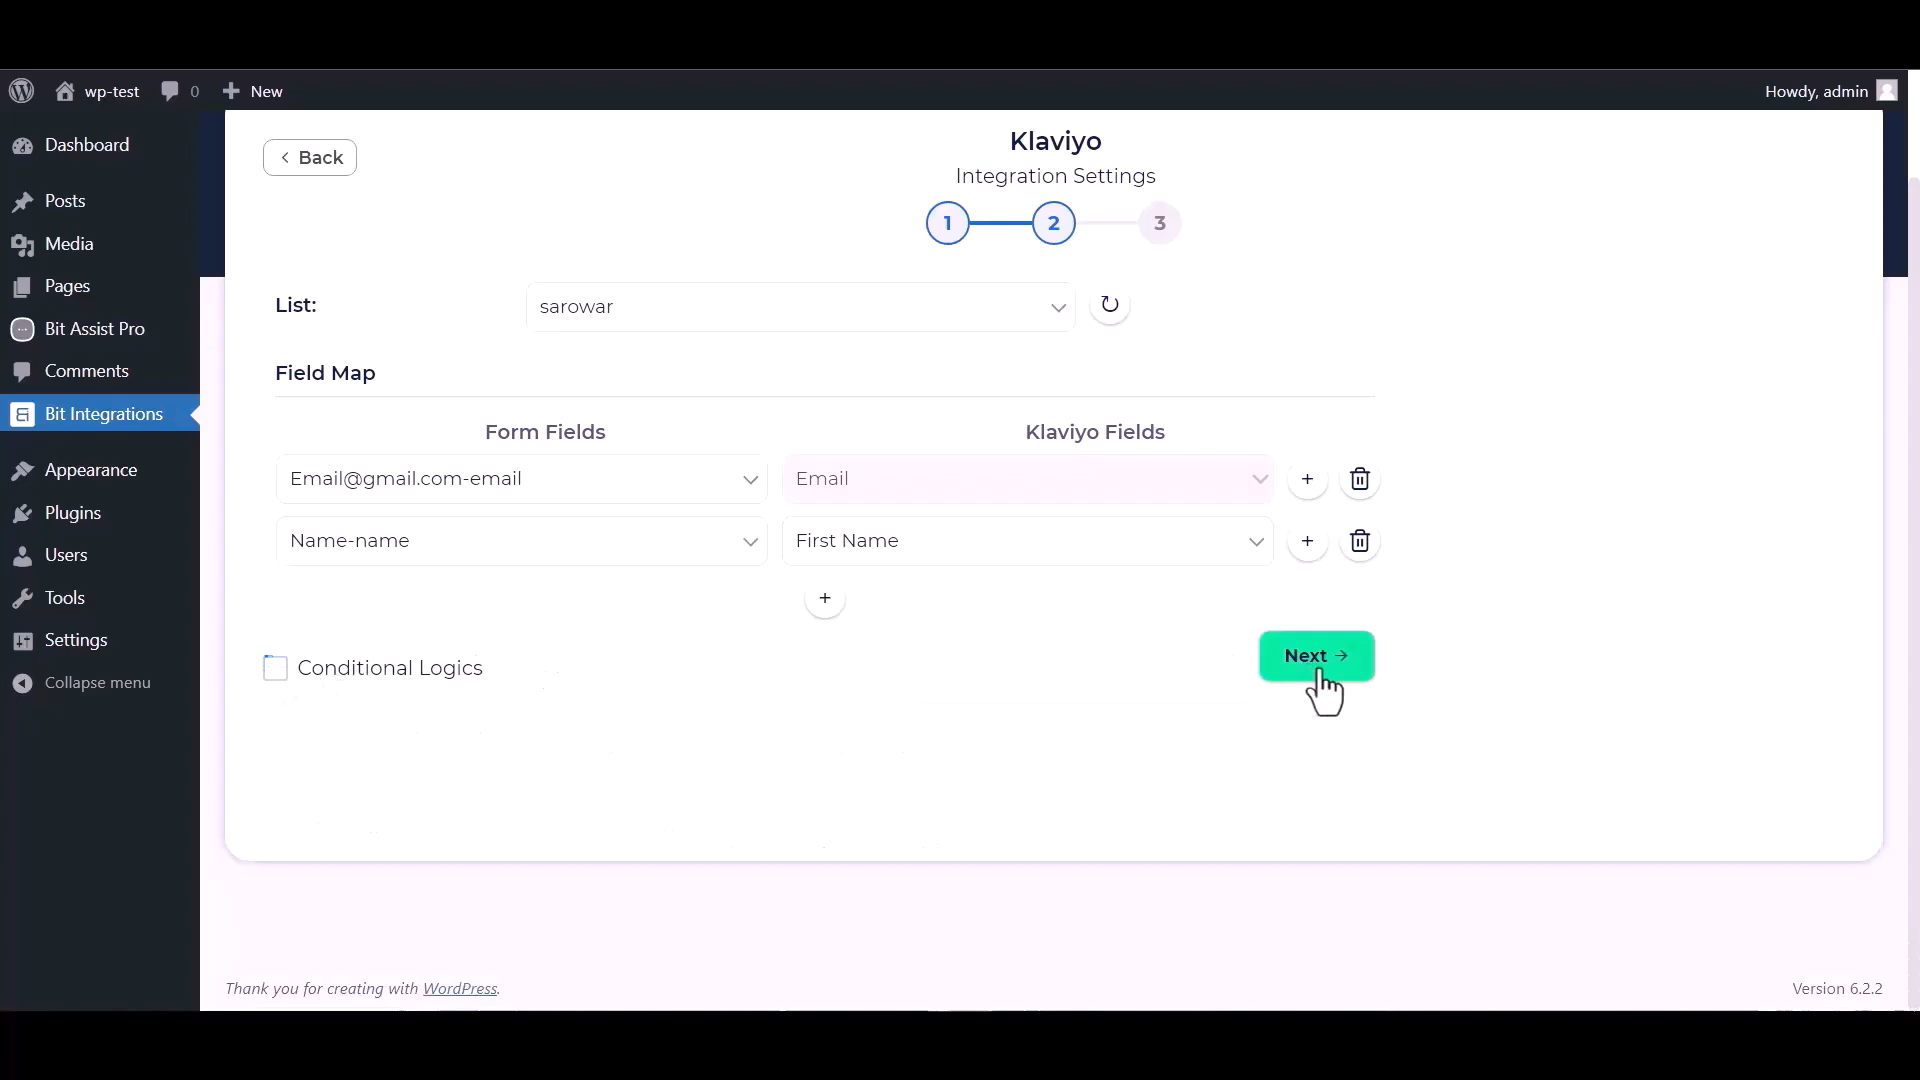 wp-test 0 New Howdy, admin
Dashboard
Posts
Media
Pages
Bit Assist Pro
Comments
Bit Integrations
Appearance
Plugins
Users
Tools
Settings
Collapse menu
Back
Klaviyo
Integration Settings
1 2 3
List: sarowar
Field Map
Form Fields Klaviyo Fields
Email@gmail.com-email Email
Name-name First Name
Conditional Logics
Next
Thank you for creating with WordPress.
Version 6.2.2